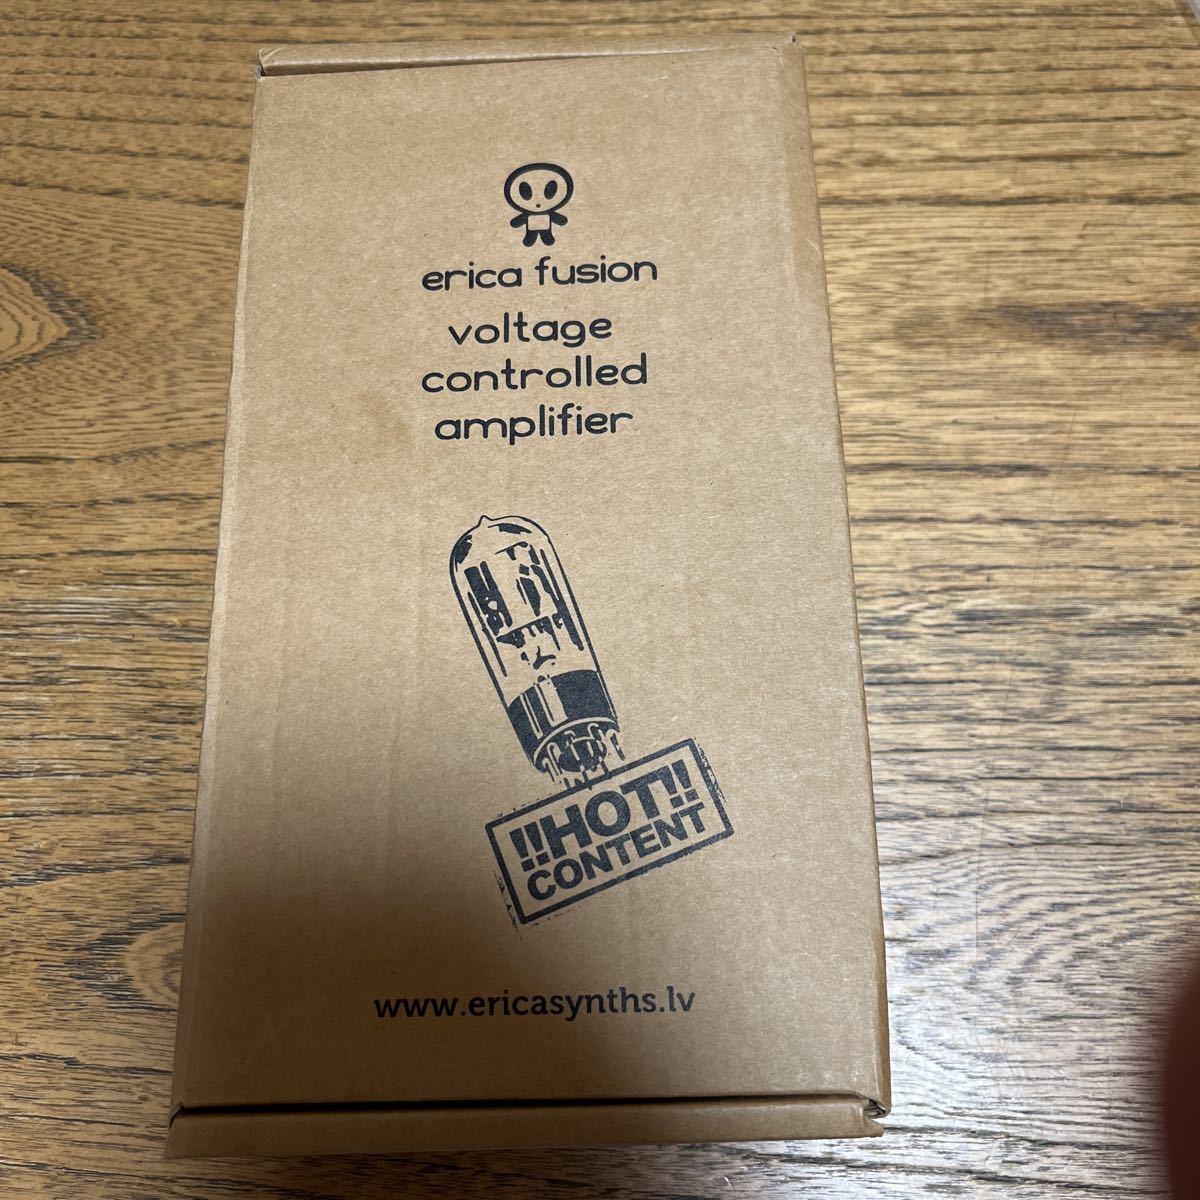 erica fusion
voltage
controlled
amplifier
!!HOT!!
CONTENT
www.ericasynths.lv